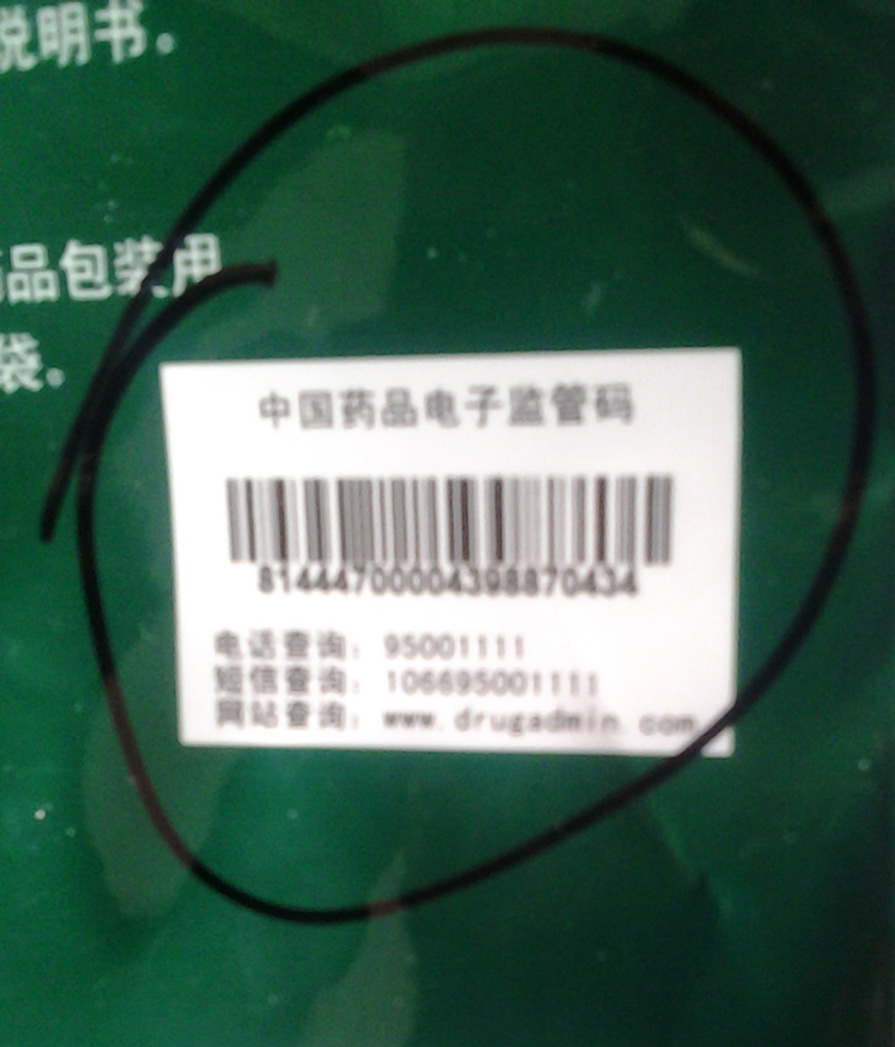 说明书。
品包装用
袋.
中国药品电子监管码
81444700004398870434
电话查询: 95001111
短信查询: 106695001111
网站查询: www.drugadmin.com